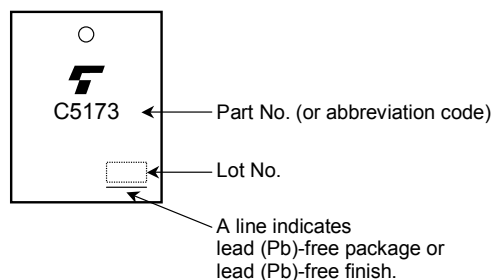 C5173
Part No. (or abbreviation code)
Lot No.
A line indicates
lead (Pb)-free package or
lead (Pb)-free finish.